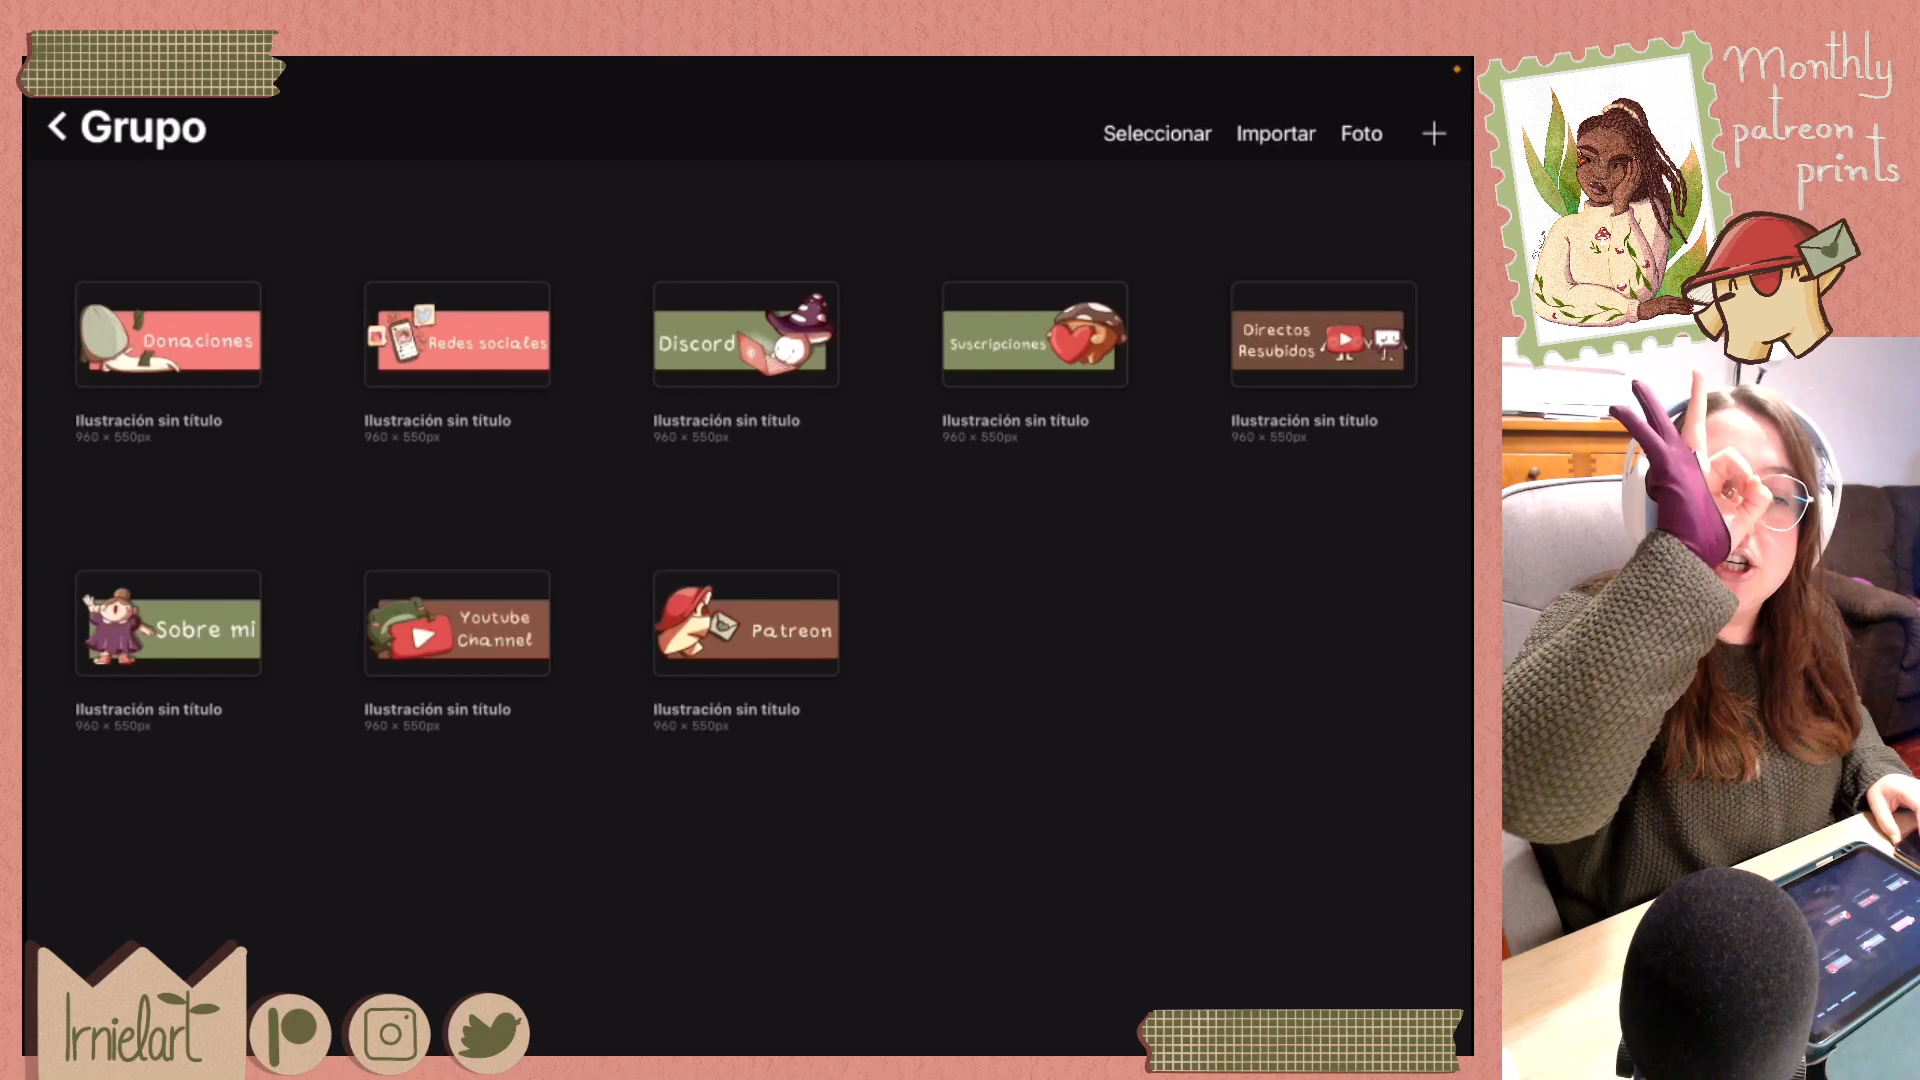 Grupo
Seleccionar Importar Foto
Monthly
patreon
prints
Donaciones
Redes sociales
Discord
Suscripciones
Directos
Resubidos
Ilustración sin título
960 × 550px
Ilustración sin título
960 × 550px
Ilustración sin título
960 × 550px
Ilustración sin título
960 × 550px
Ilustración sin título
960 × 550px
Sobre mi
Youtube
Channel
Patreon
Ilustración sin título
960 × 550px
Ilustración sin título
960 × 550px
Ilustración sin título
960 × 550px
Irnielart